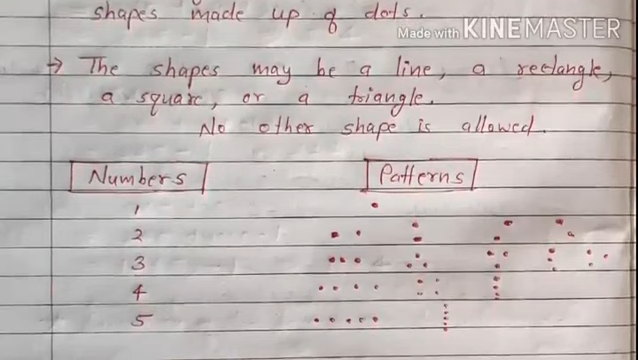 shapes made up of dots.
Made with KINEMASTER
→ The shapes may be a line, a rectangle,
a square, or a triangle.
No other shape is allowed.
Numbers Patterns
1
2
3
4
5